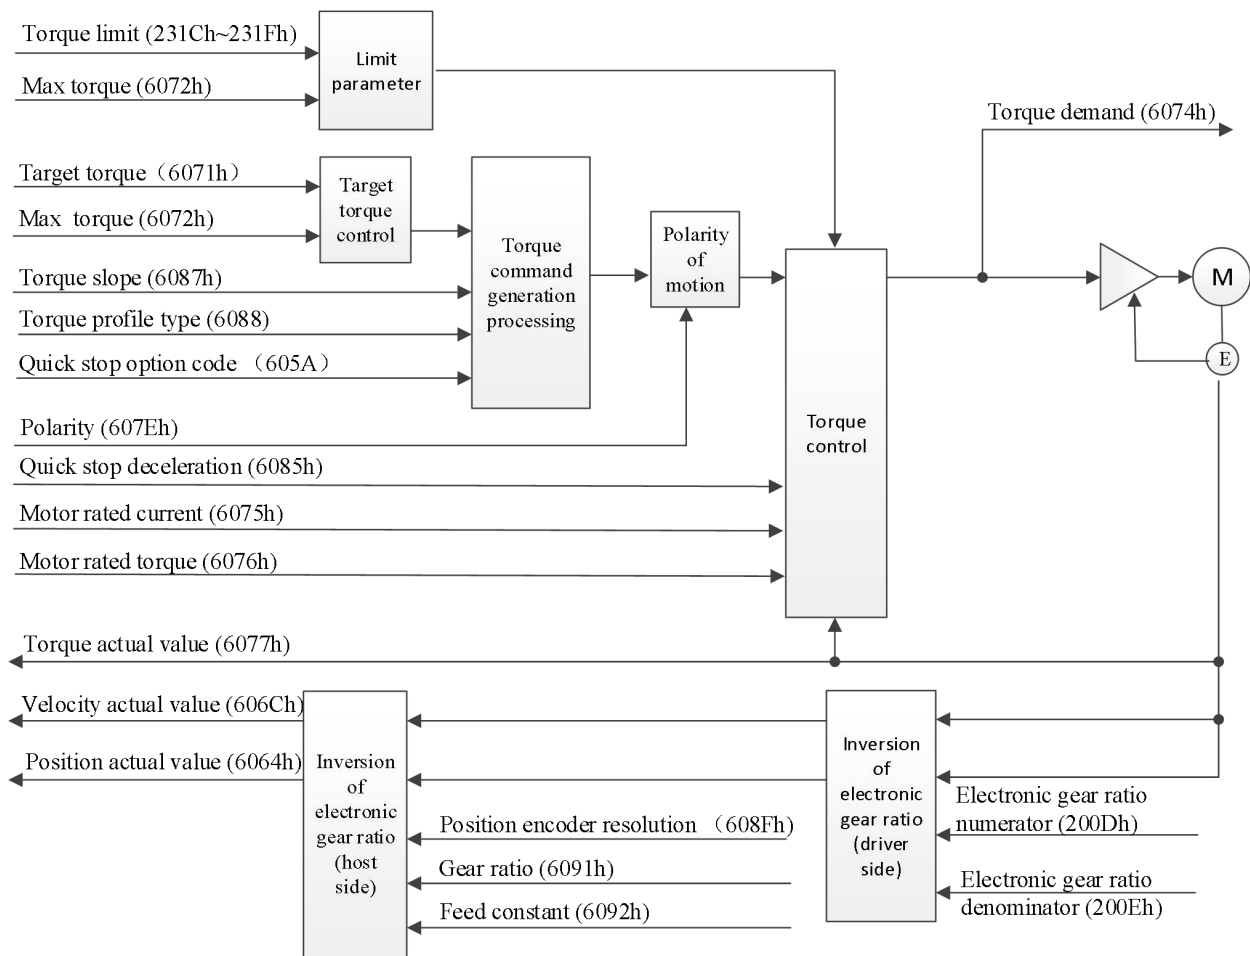 Torque limit (231Ch~231Fh)
Max torque (6072h)
Limit
parameter
Torque demand (6074h)
Target torque（6071h）
Max  torque (6072h)
Target
torque
control
Torque slope (6087h)
Torque profile type (6088)
Quick stop option code （605A）
Torque
command
generation
processing
Polarity
of
motion
M
E
Polarity (607Eh)
Quick stop deceleration (6085h)
Motor rated current (6075h)
Motor rated torque (6076h)
Torque
control
Torque actual value (6077h)
Velocity actual value (606Ch)
Position actual value (6064h)
Inversion
of
electronic
gear ratio
(host
side)
Position encoder resolution （608Fh)
Gear ratio (6091h)
Feed constant (6092h)
Inversion
of
electronic
gear ratio
(driver
side)
Electronic gear ratio
numerator (200Dh)
Electronic gear ratio
denominator (200Eh)